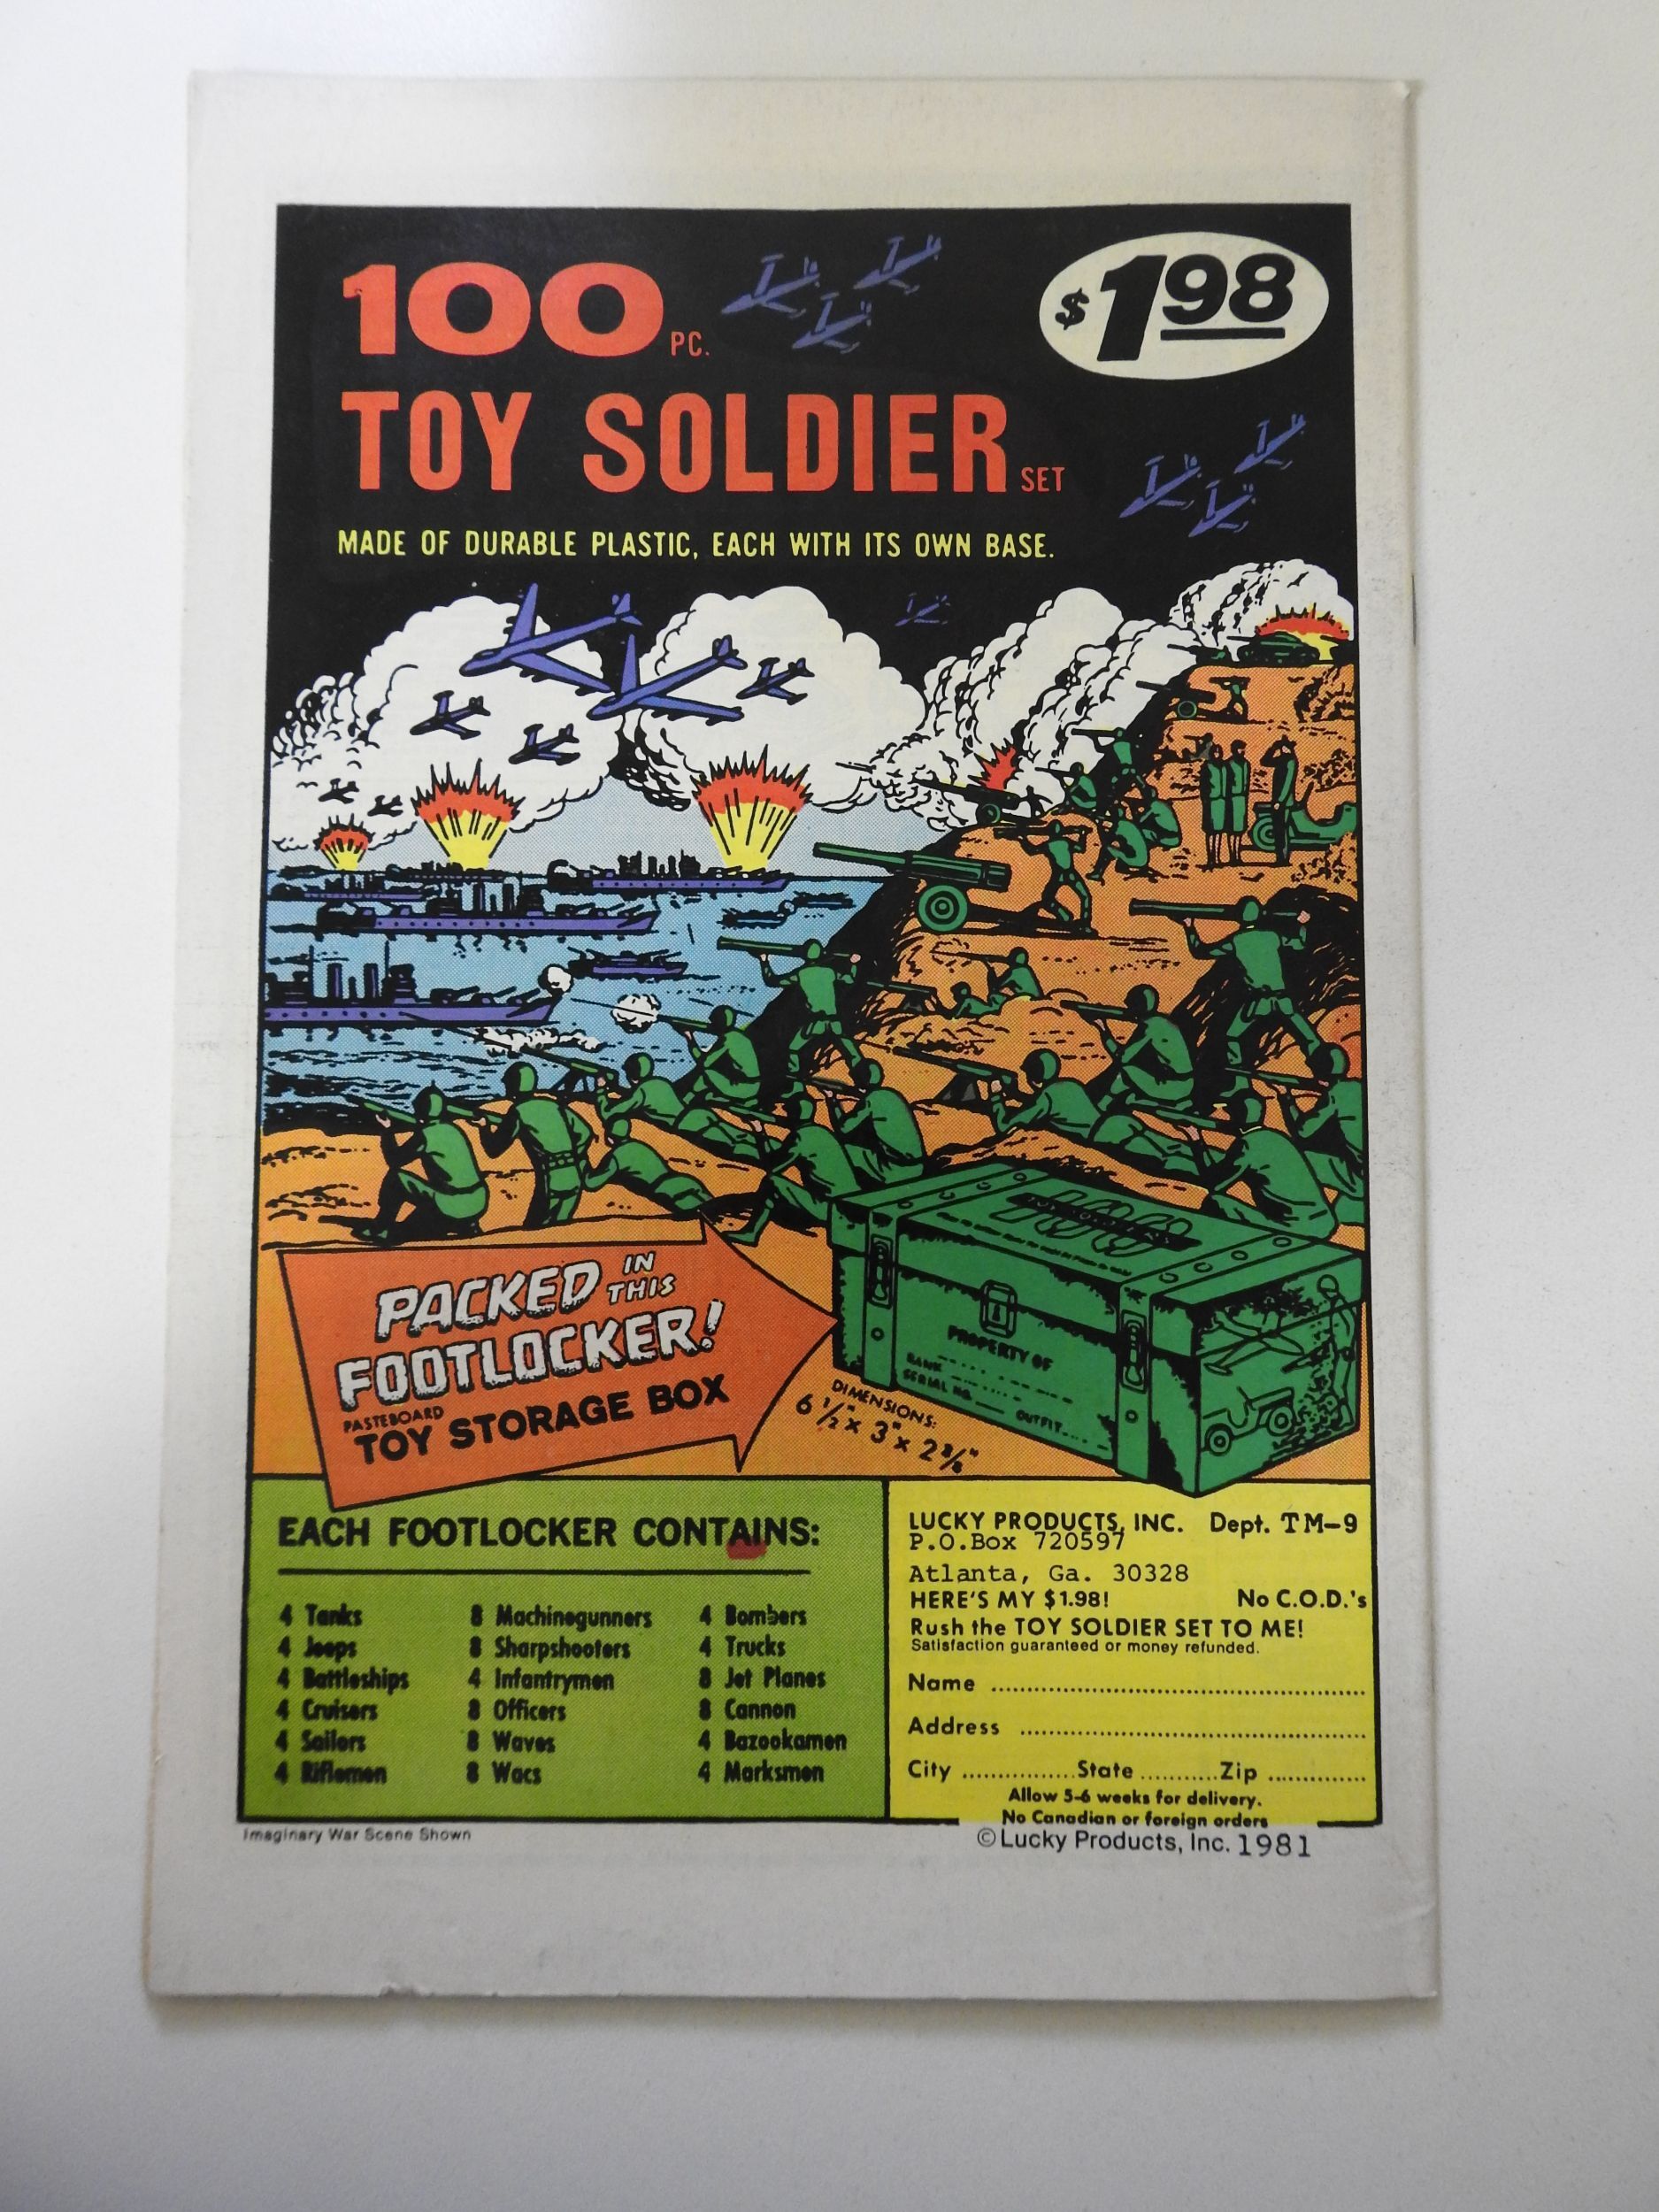 100 PC.
$198
TOY SOLDIER SET
MADE OF DURABLE PLASTIC, EACH WITH ITS OWN BASE.
PACKED IN THIS
FOOTLOCKER!
PASTEBOARD
TOY STORAGE BOX
100
PROPERTY OF
RANK
SERIAL NO.
OUTFIT
DIMENSIONS:
6 1/2" x 3" x 2 3/8"
EACH FOOTLOCKER CONTAINS:
4 Tanks
4 Jeeps
4 Battleships
4 Cruisers
4 Sailors
4 Riflemen
8 Machinegunners
8 Sharpshooters
4 Infantrymen
8 Officers
8 Waves
8 Wacs
4 Bombers
4 Trucks
8 Jet Planes
8 Cannon
4 Bazookamen
4 Marksmen
LUCKY PRODUCTS, INC. Dept. TM-9
P.O.Box 720597
Atlanta, Ga. 30328
HERE'S MY $1.98! No C.O.D.'s
Rush the TOY SOLDIER SET TO ME!
Satisfaction guaranteed or money refunded.
Name
Address
City State Zip
Allow 5-6 weeks for delivery.
No Canadian or foreign orders
Imaginary War Scene Shown
©Lucky Products, Inc. 1981